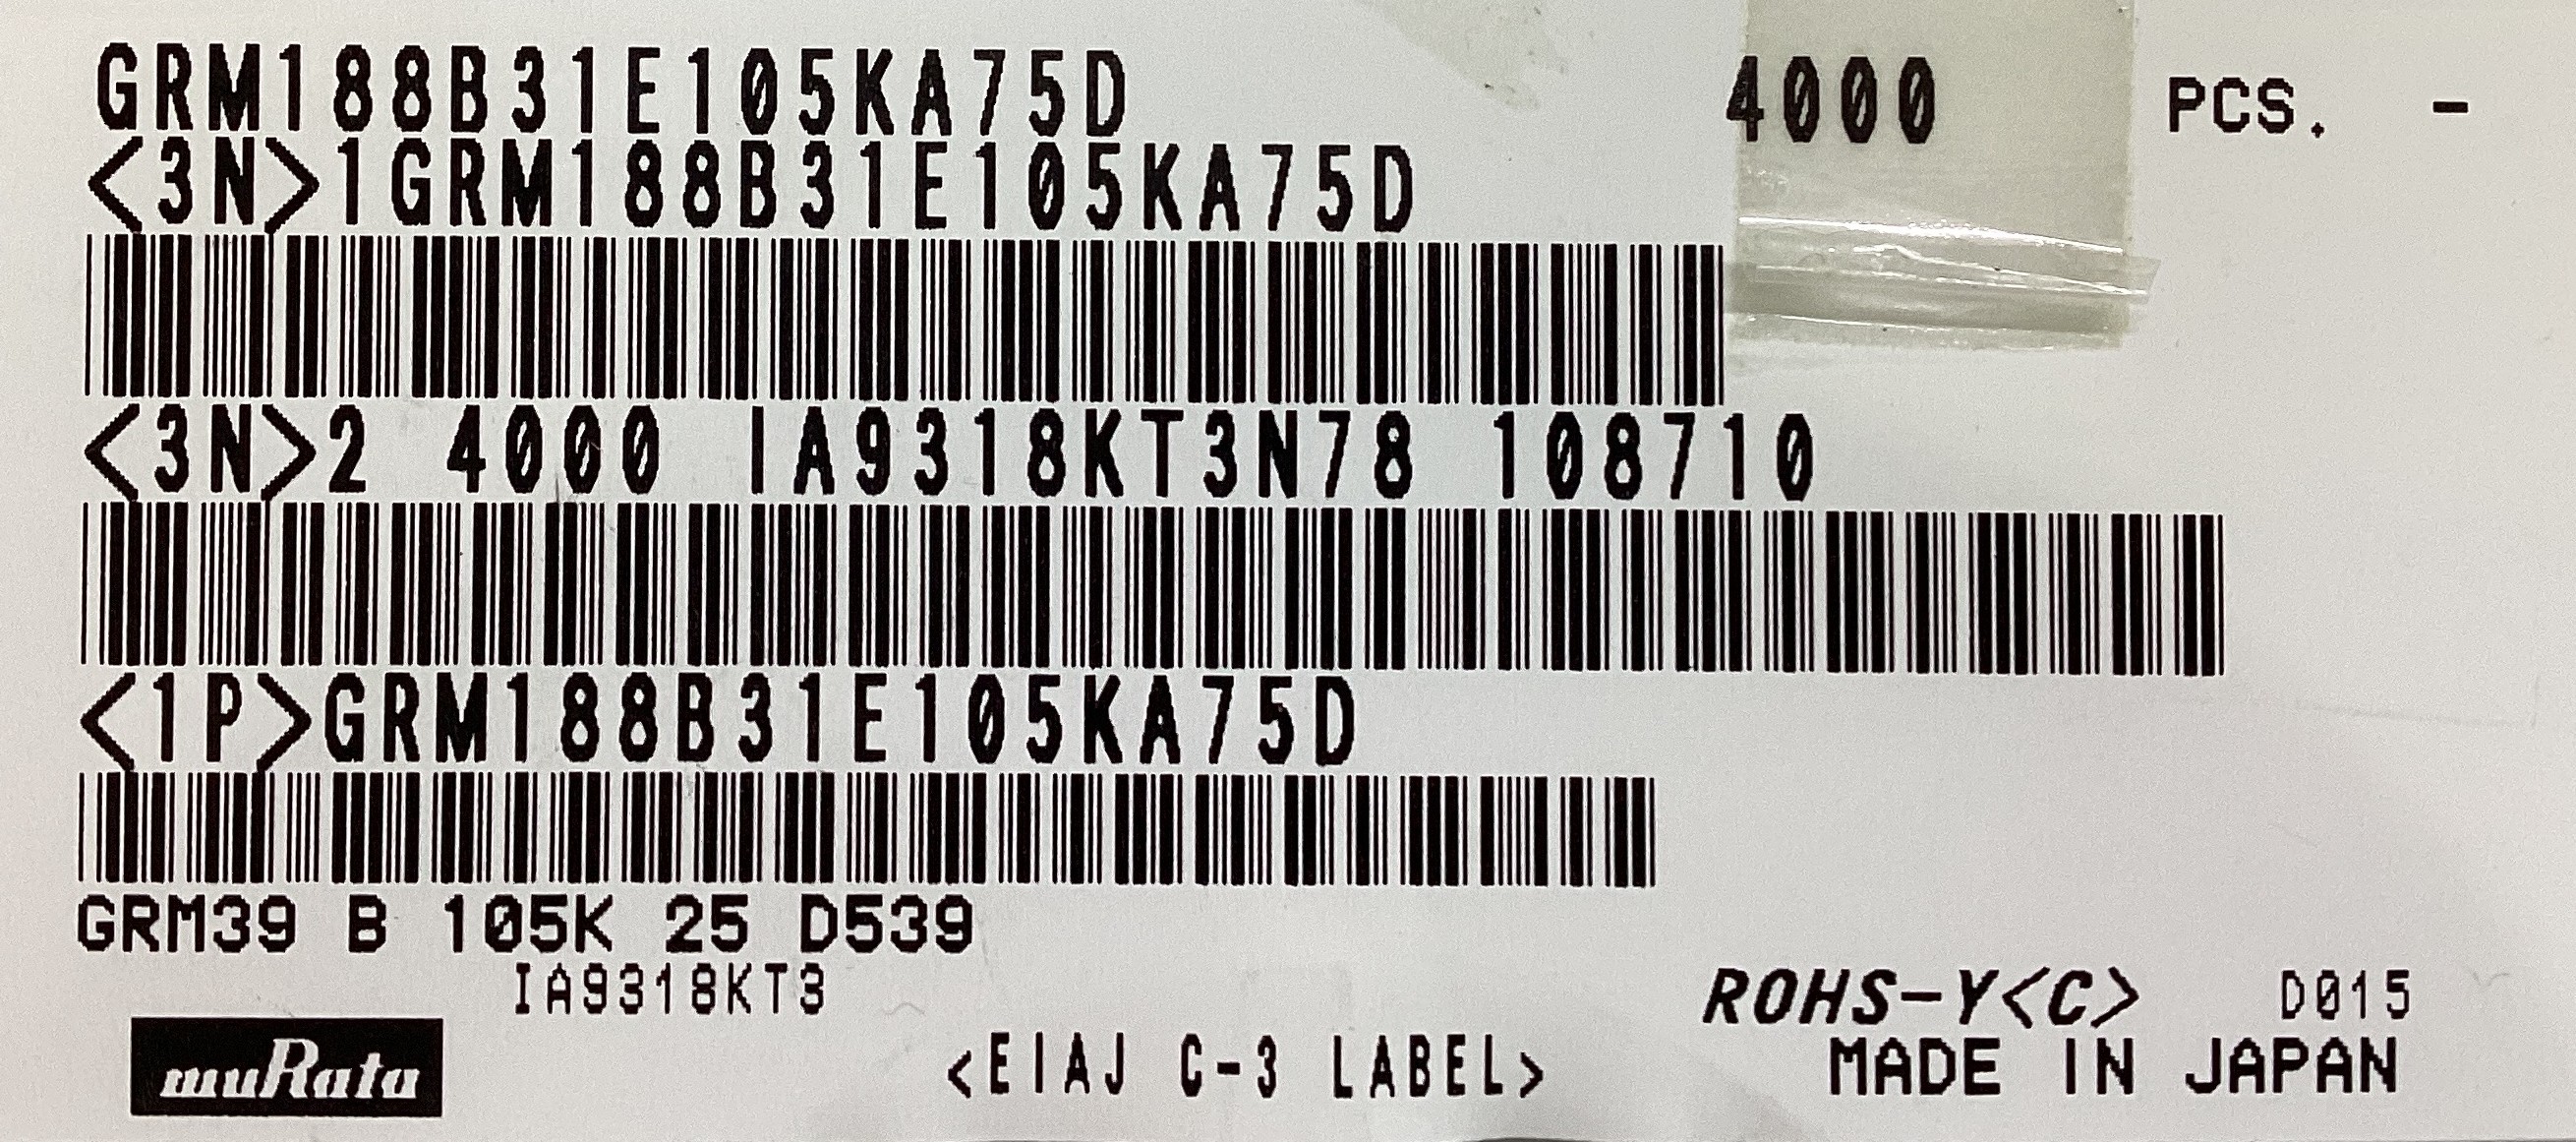 GRM188B31E105KA75D 4000 PCS. -
<3N>1GRM188B31E105KA75D
<3N>2 4000 IA9318KT3N78 108710
<1P>GRM188B31E105KA75D
GRM39 B 105K 25 D539
IA9318KT3
ROHS-Y<C> D015
muRata <EIAJ C-3 LABEL> MADE IN JAPAN